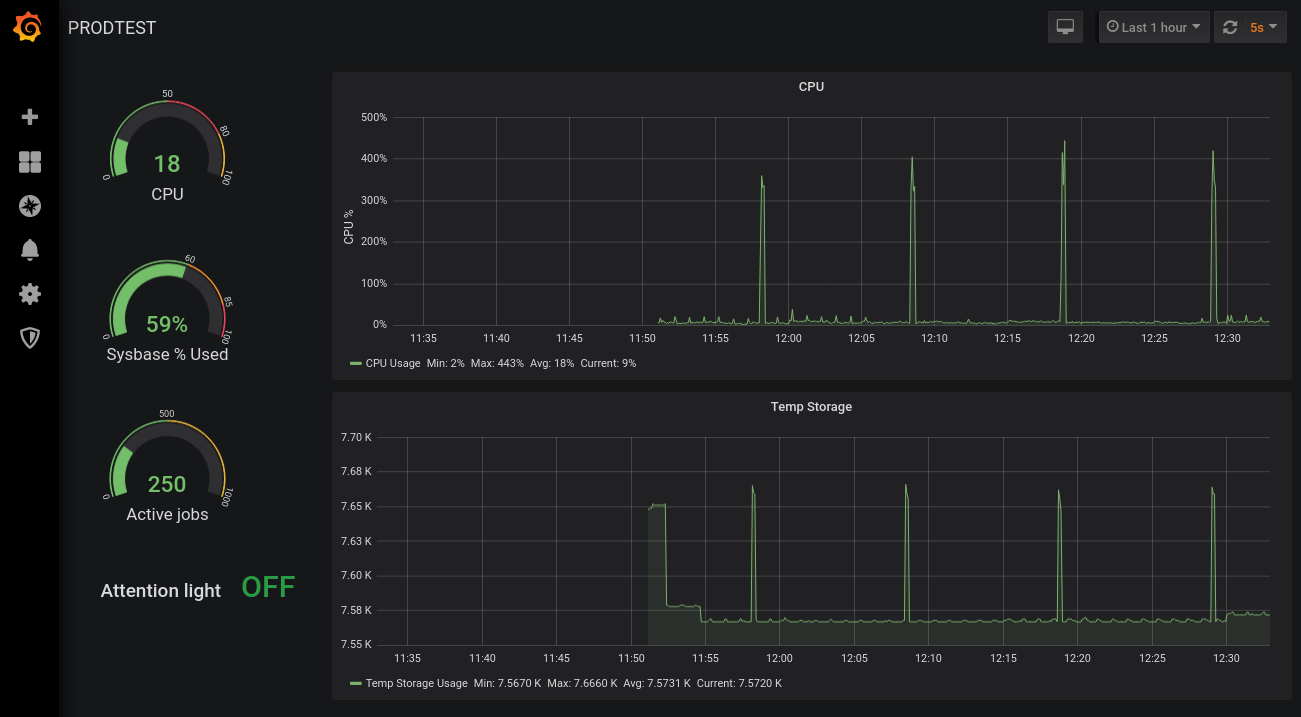 PRODTEST
Last 1 hour
5s
0
50
80
100
18
CPU
0
60
85
100
59%
Sysbase % Used
0
500
1000
250
Active jobs
Attention light OFF
CPU
CPU %
500%
400%
300%
200%
100%
0%
11:35 11:40 11:45 11:50 11:55 12:00 12:05 12:10 12:15 12:20 12:25 12:30
CPU Usage Min: 2% Max: 443% Avg: 18% Current: 9%
Temp Storage
7.70 K
7.68 K
7.65 K
7.63 K
7.60 K
7.58 K
7.55 K
11:35 11:40 11:45 11:50 11:55 12:00 12:05 12:10 12:15 12:20 12:25 12:30
Temp Storage Usage Min: 7.5670 K Max: 7.6660 K Avg: 7.5731 K Current: 7.5720 K